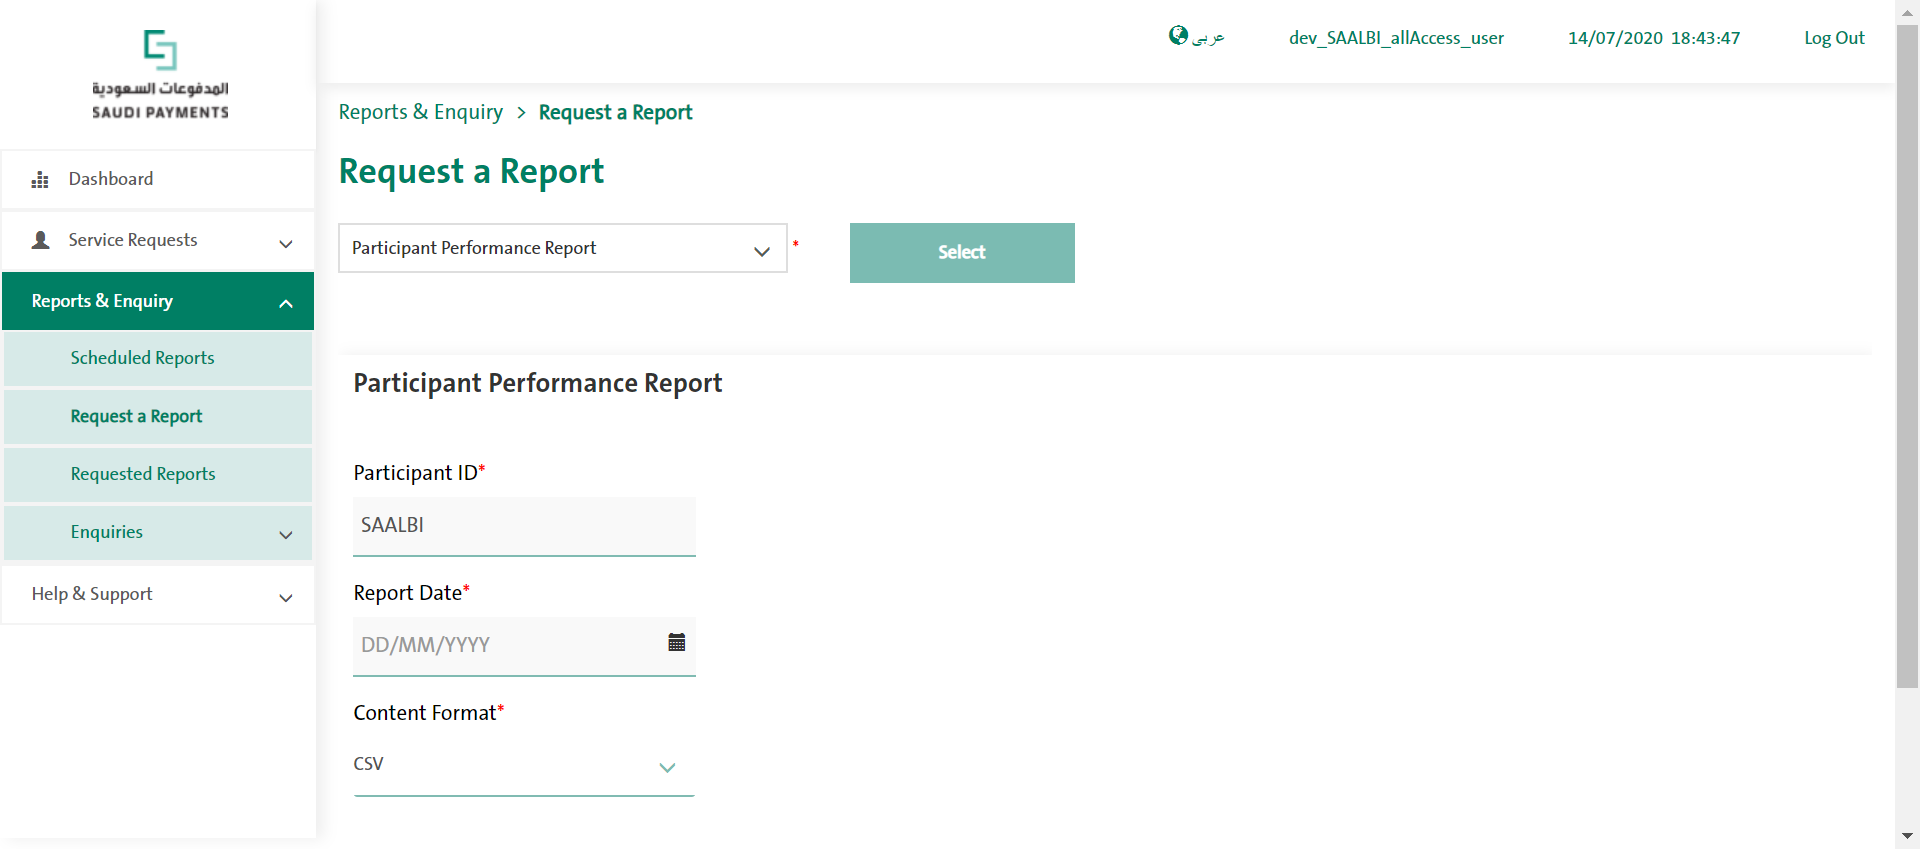 المدفوعات السعودية
SAUDI PAYMENTS
عربى
dev_SAALBI_allAccess_user
14/07/2020 18:43:47
Log Out
Dashboard
Service Requests
Reports & Enquiry
Scheduled Reports
Request a Report
Requested Reports
Enquiries
Help & Support
Reports & Enquiry > Request a Report
Request a Report
Participant Performance Report *
Select
Participant Performance Report
Participant ID*
SAALBI
Report Date*
DD/MM/YYYY
Content Format*
CSV